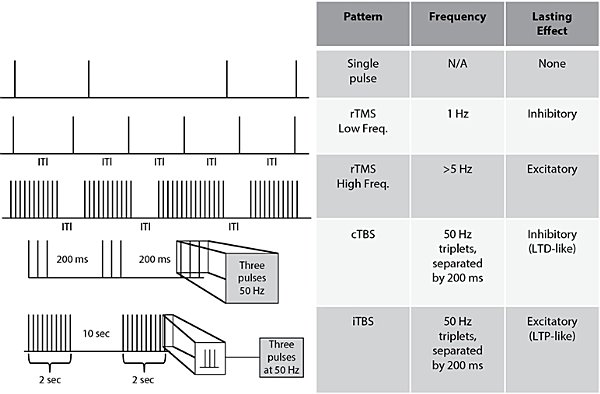 Pattern Frequency Lasting
Effect
Single
pulse
N/A
None
rTMS
Low Freq.
1 Hz
Inhibitory
ITI ITI ITI ITI ITI
rTMS
High Freq.
>5 Hz
Excitatory
ITI ITI ITI
200 ms 200 ms
Three
pulses
50 Hz
cTBS
50 Hz
triplets,
separated
by 200 ms
Inhibitory
(LTD-like)
10 sec
2 sec 2 sec
Three
pulses
at 50 Hz
iTBS
50 Hz
triplets,
separated
by 200 ms
Excitatory
(LTP-like)